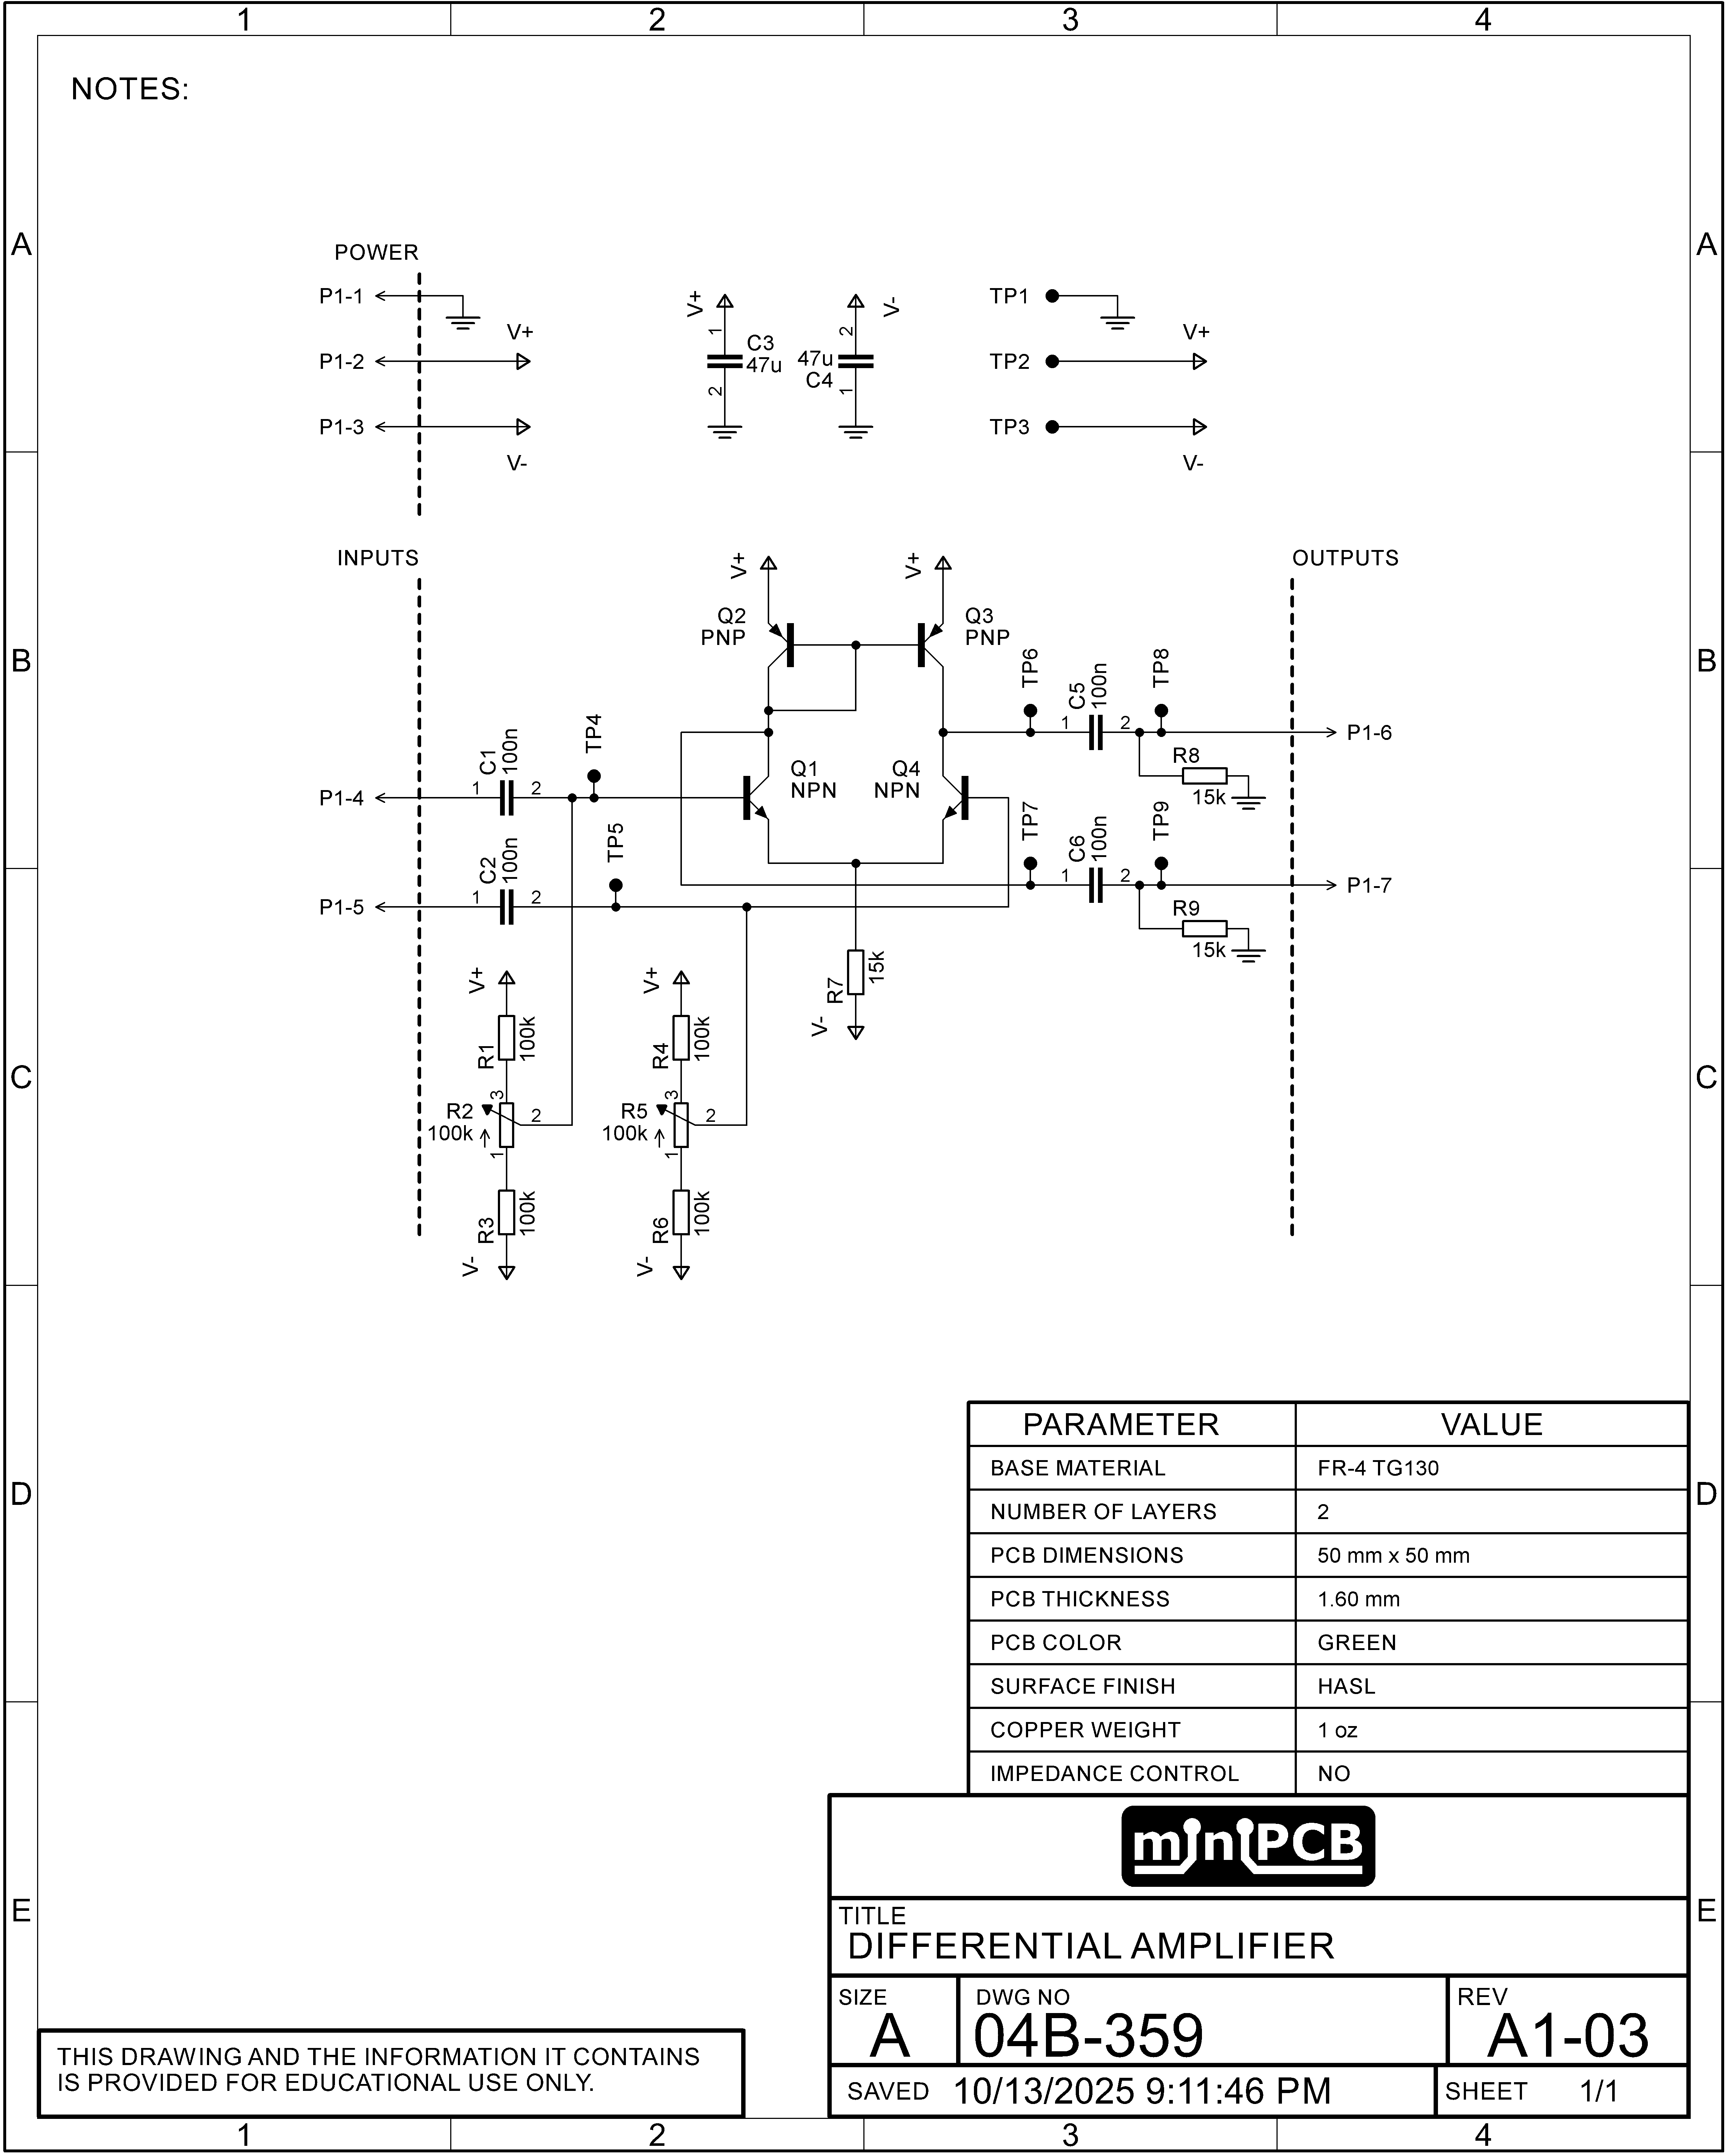 1 2 3 4
NOTES:
A A
POWER
P1-1
V+
P1-2
P1-3
V-
V+
1
C3
47u
2
V-
2
47u
C4
1
TP1
V+
TP2
TP3
V-
INPUTS
OUTPUTS
V+
V+
Q2
PNP
Q3
PNP
B B
TP6
C5
100n
TP8
1 2
P1-6
R8
15k
TP4
C1
100n
P1-4
1 2
Q1
NPN
Q4
NPN
TP5
TP7
C6
100n
TP9
1 2
P1-7
R9
15k
C2
100n
P1-5
1 2
R7
15k
V-
V+
R1
100k
3
R2
100k
2
1
R3
100k
V-
V+
R4
100k
3
R5
100k
2
1
R6
100k
V-
C C
PARAMETER VALUE
BASE MATERIAL FR-4 TG130
NUMBER OF LAYERS 2
PCB DIMENSIONS 50 mm x 50 mm
PCB THICKNESS 1.60 mm
PCB COLOR GREEN
SURFACE FINISH HASL
COPPER WEIGHT 1 oz
IMPEDANCE CONTROL NO
D D
miniPCB
TITLE
DIFFERENTIAL AMPLIFIER
E E
SIZE
A
DWG NO
04B-359
REV
A1-03
SAVED 10/13/2025 9:11:46 PM
SHEET 1/1
THIS DRAWING AND THE INFORMATION IT CONTAINS
IS PROVIDED FOR EDUCATIONAL USE ONLY.
1 2 3 4